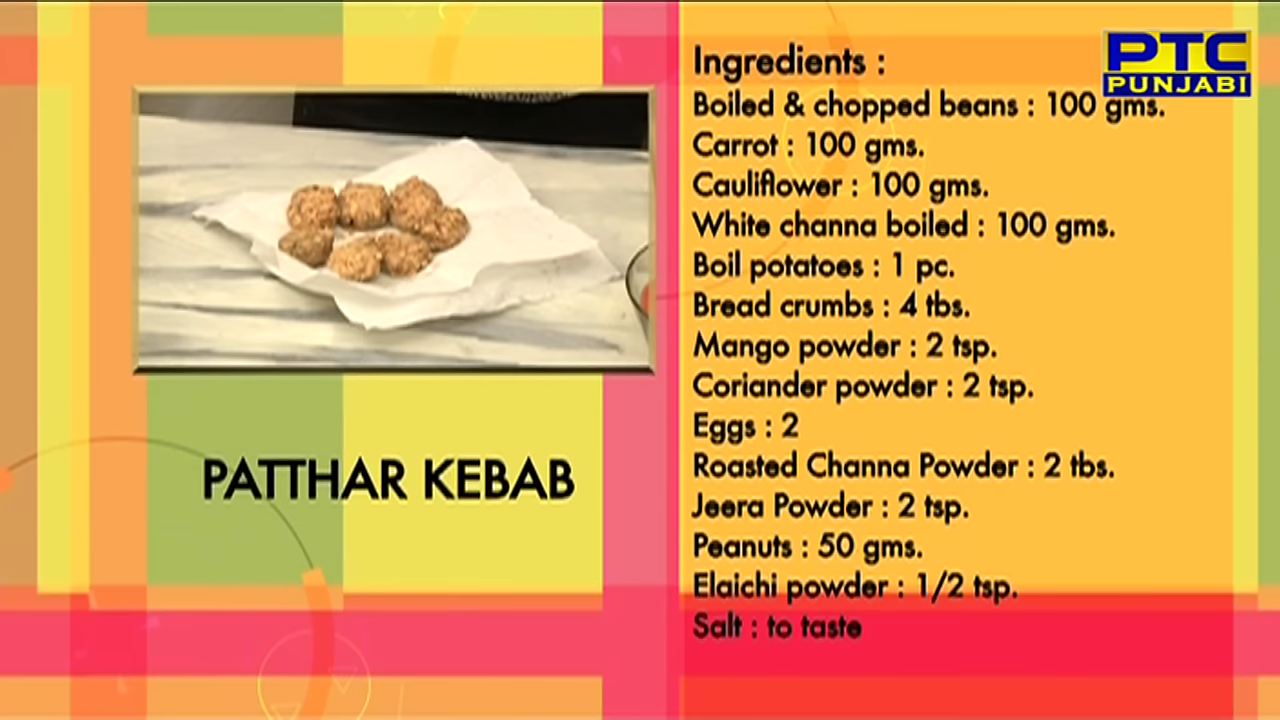 PTC
PUNJABI
Ingredients :
Boiled & chopped beans : 100 gms.
Carrot : 100 gms.
Cauliflower : 100 gms.
White channa boiled : 100 gms.
Boil potatoes : 1 pc.
Bread crumbs : 4 tbs.
Mango powder : 2 tsp.
Coriander powder : 2 tsp.
Eggs : 2
Roasted Channa Powder : 2 tbs.
Jeera Powder : 2 tsp.
Peanuts : 50 gms.
Elaichi powder : 1/2 tsp.
Salt : to taste
PATTHAR KEBAB